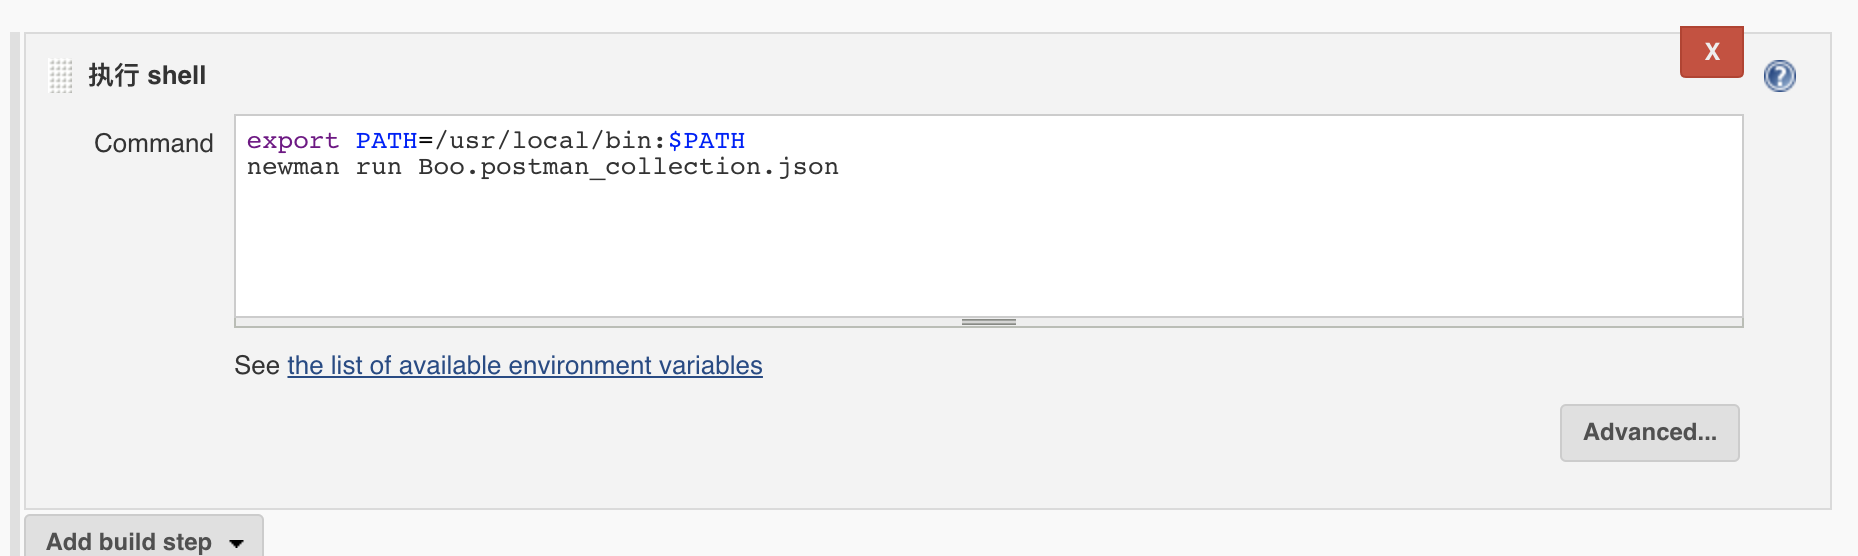 X
执行 shell
?
Command
export PATH=/usr/local/bin:$PATH
newman run Boo.postman_collection.json
See the list of available environment variables
Advanced...
Add build step